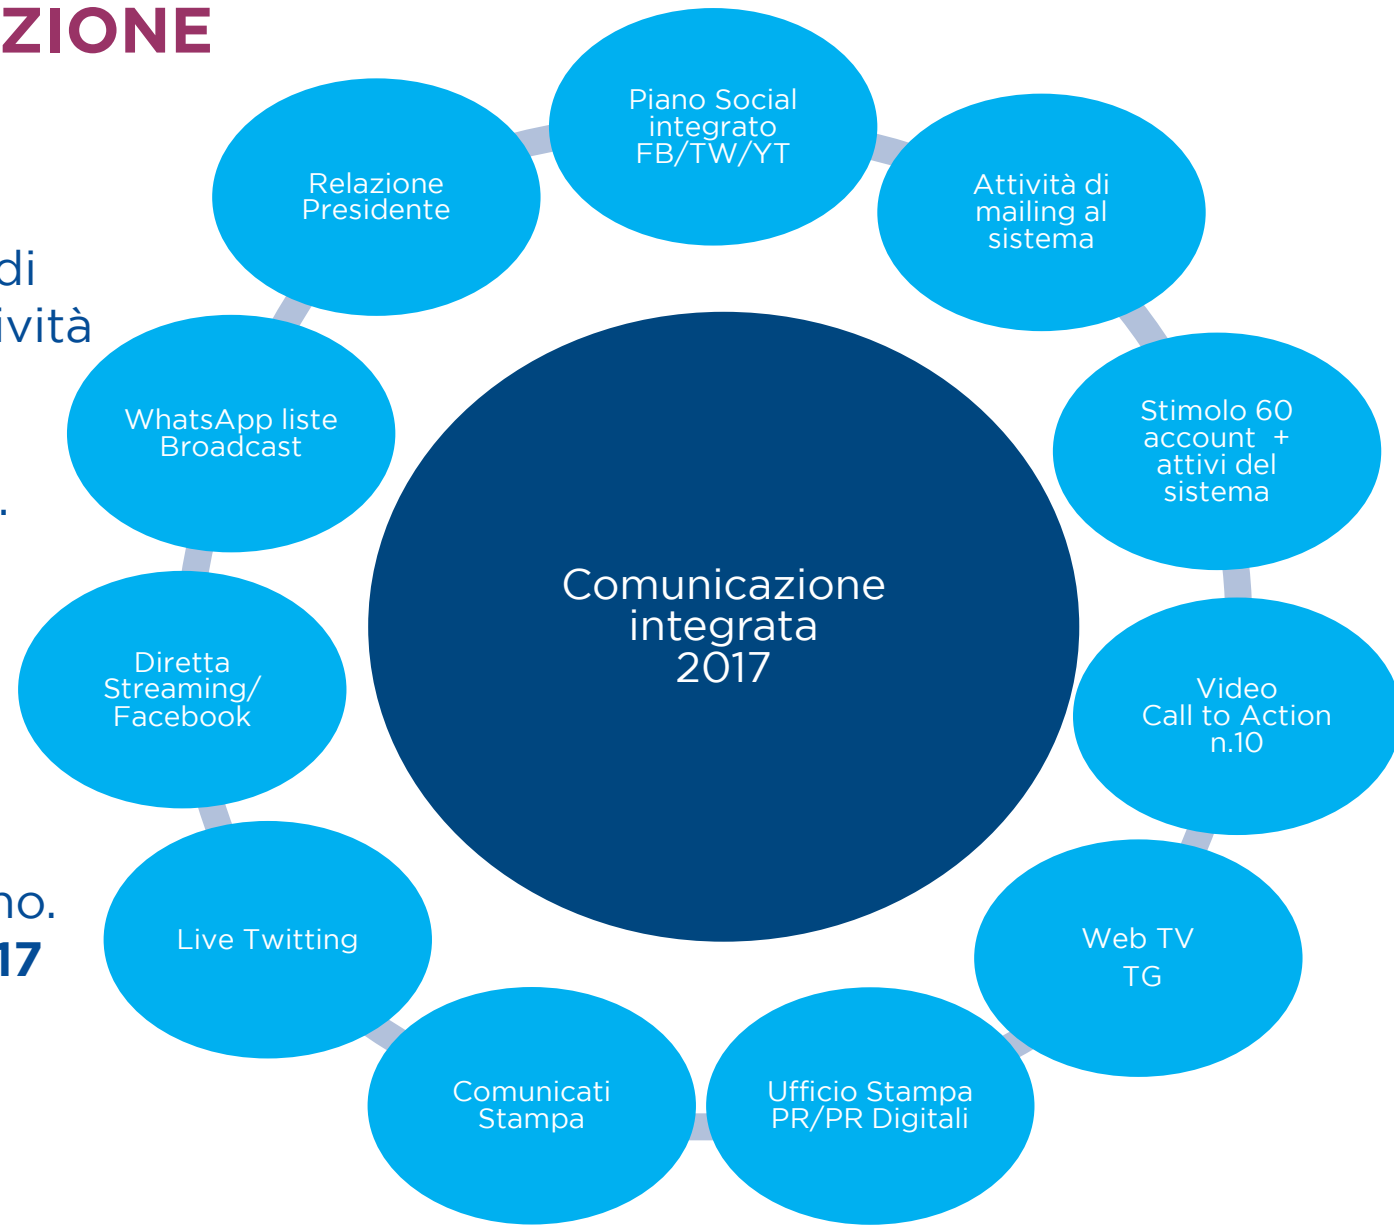 ZIONE
di
ività
.
no.
17
Piano Social
integrato
FB/TW/YT
Attività di
mailing al
sistema
Stimolo 60
account +
attivi del
sistema
Video
Call to Action
n.10
Web TV
TG
Ufficio Stampa
PR/PR Digitali
Comunicati
Stampa
Live Twitting
Diretta
Streaming/
Facebook
WhatsApp liste
Broadcast
Relazione
Presidente
Comunicazione
integrata
2017